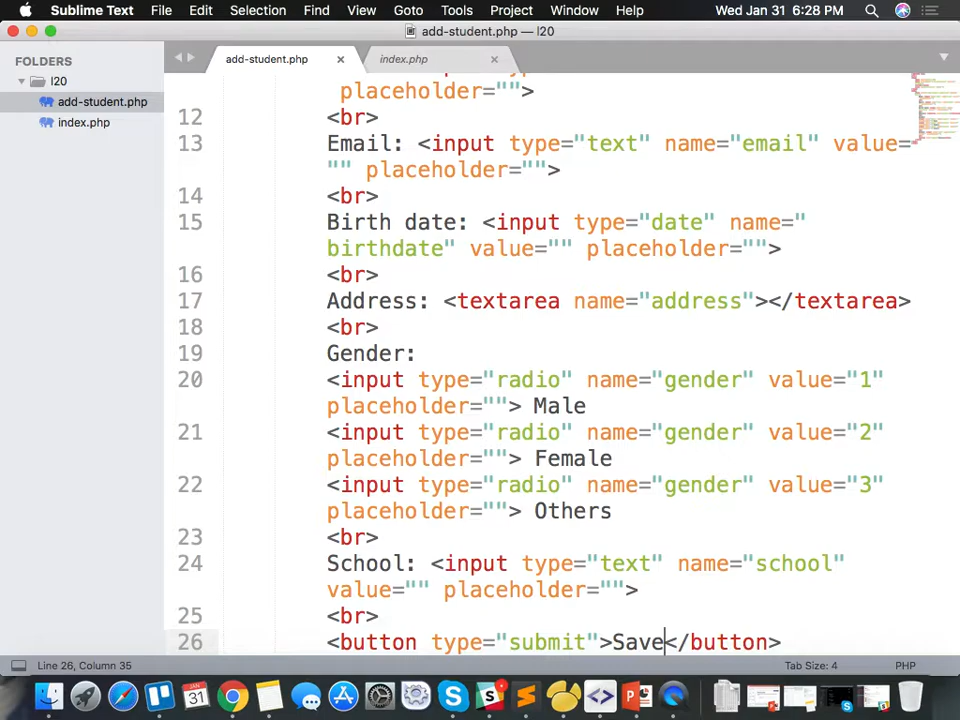 Sublime Text File Edit Selection Find View Goto Tools Project Window Help Wed Jan 31 6:28 PM
add-student.php — l20
FOLDERS
l20
add-student.php
index.php
add-student.php index.php
placeholder="">
12 <br>
13 Email: <input type="text" name="email" value=
"" placeholder="">
14 <br>
15 Birth date: <input type="date" name="
birthdate" value="" placeholder="">
16 <br>
17 Address: <textarea name="address"></textarea>
18 <br>
19 Gender:
20 <input type="radio" name="gender" value="1"
placeholder=""> Male
21 <input type="radio" name="gender" value="2"
placeholder=""> Female
22 <input type="radio" name="gender" value="3"
placeholder=""> Others
23 <br>
24 School: <input type="text" name="school"
value="" placeholder="">
25 <br>
26 <button type="submit">Save</button>
Line 26, Column 35 Tab Size: 4 PHP
JAN
31